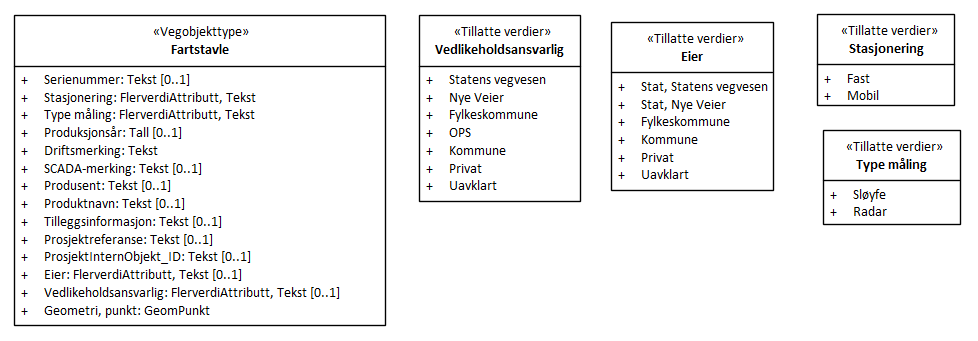 «Vegobjekttype»
Fartstavle
+ Serienummer: Tekst [0..1]
+ Stasjonering: FlerverdiAttributt, Tekst
+ Type måling: FlerverdiAttributt, Tekst
+ Produksjonsår: Tall [0..1]
+ Driftsmerking: Tekst
+ SCADA-merking: Tekst [0..1]
+ Produsent: Tekst [0..1]
+ Produktnavn: Tekst [0..1]
+ Tilleggsinformasjon: Tekst [0..1]
+ Prosjektreferanse: Tekst [0..1]
+ ProsjektInternObjekt_ID: Tekst [0..1]
+ Eier: FlerverdiAttributt, Tekst [0..1]
+ Vedlikeholdsansvarlig: FlerverdiAttributt, Tekst [0..1]
+ Geometri, punkt: GeomPunkt
«Tillatte verdier»
Vedlikeholdsansvarlig
+ Statens vegvesen
+ Nye Veier
+ Fylkeskommune
+ OPS
+ Kommune
+ Privat
+ Uavklart
«Tillatte verdier»
Eier
+ Stat, Statens vegvesen
+ Stat, Nye Veier
+ Fylkeskommune
+ Kommune
+ Privat
+ Uavklart
«Tillatte verdier»
Stasjonering
+ Fast
+ Mobil
«Tillatte verdier»
Type måling
+ Sløyfe
+ Radar